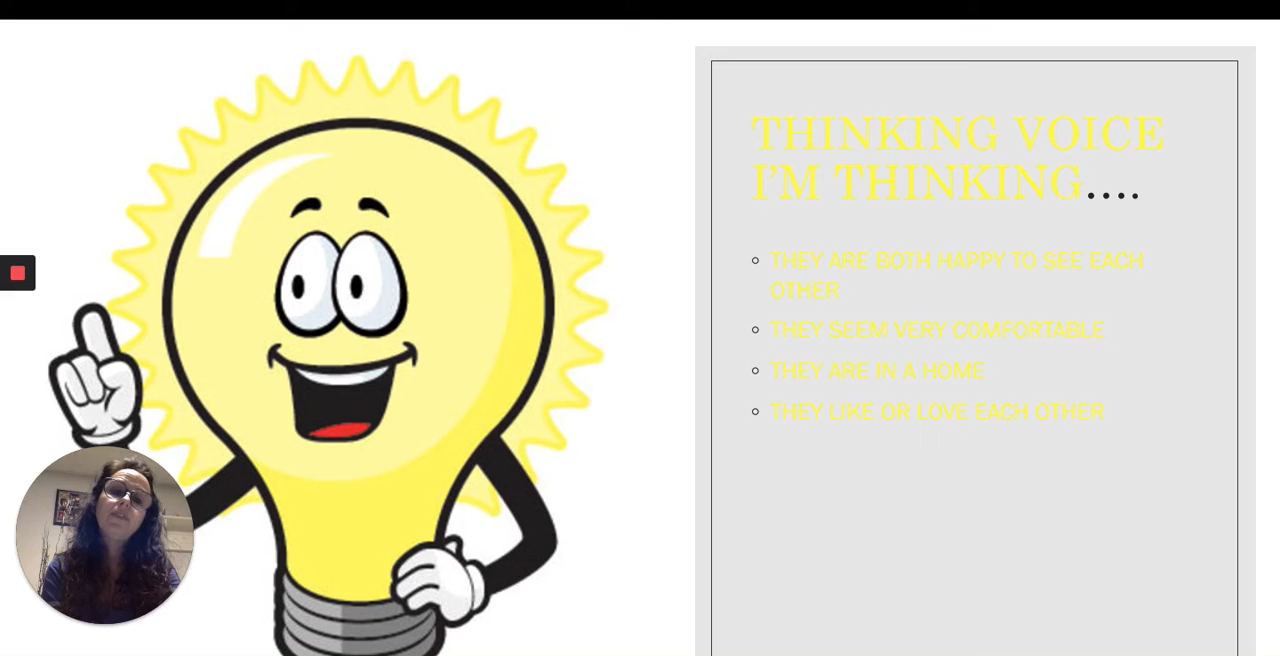 THINKING VOICE
I'M THINKING....
THEY ARE BOTH HAPPY TO SEE EACH
OTHER
THEY SEEM VERY COMFORTABLE
THEY ARE IN A HOME
THEY LIKE OR LOVE EACH OTHER